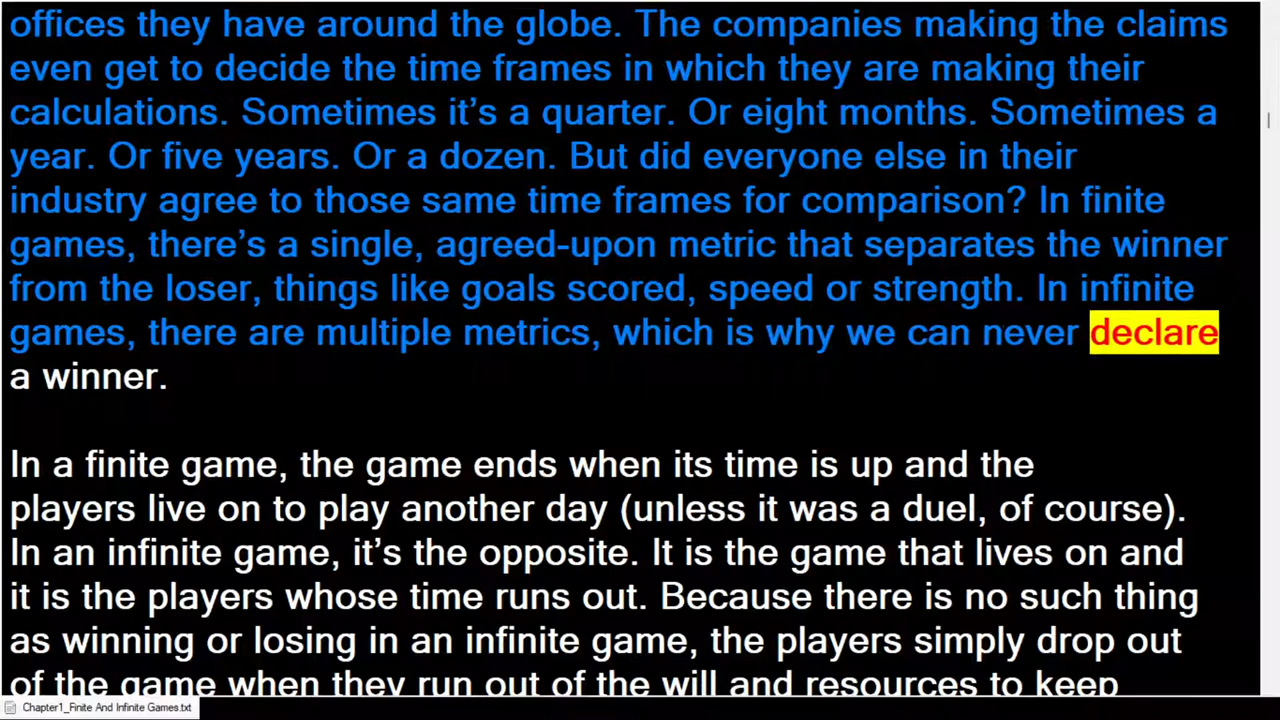 offices they have around the globe. The companies making the claims
even get to decide the time frames in which they are making their
calculations. Sometimes it’s a quarter. Or eight months. Sometimes a
year. Or five years. Or a dozen. But did everyone else in their
industry agree to those same time frames for comparison? In finite
games, there’s a single, agreed-upon metric that separates the winner
from the loser, things like goals scored, speed or strength. In infinite
games, there are multiple metrics, which is why we can never declare
a winner.
In a finite game, the game ends when its time is up and the
players live on to play another day (unless it was a duel, of course).
In an infinite game, it’s the opposite. It is the game that lives on and
it is the players whose time runs out. Because there is no such thing
as winning or losing in an infinite game, the players simply drop out
of the game when they run out of the will and resources to keep
Chapter1_Finite And Infinite Games.txt